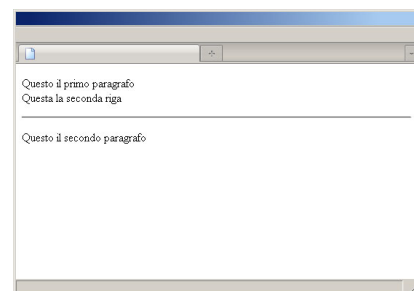 Questo il primo paragrafo
Questa la seconda riga
Questo il secondo paragrafo